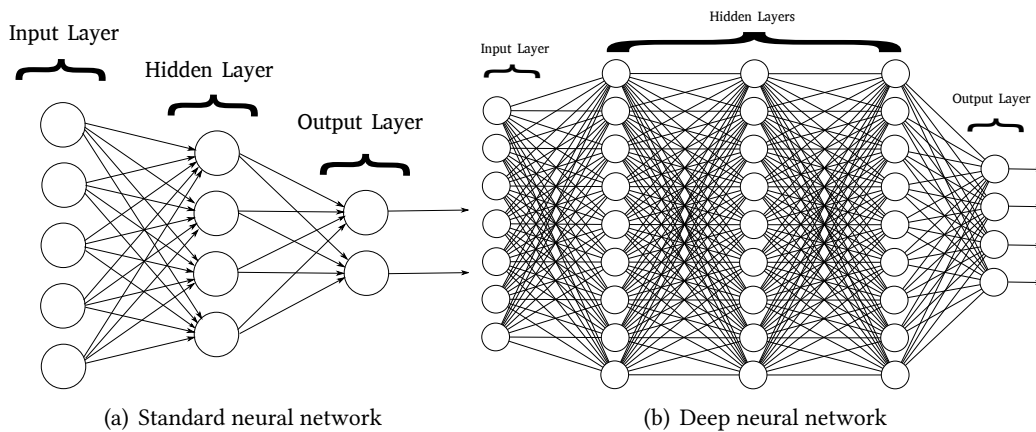 Input Layer
Hidden Layer
Output Layer
(a) Standard neural network
Hidden Layers
Input Layer
Output Layer
(b) Deep neural network